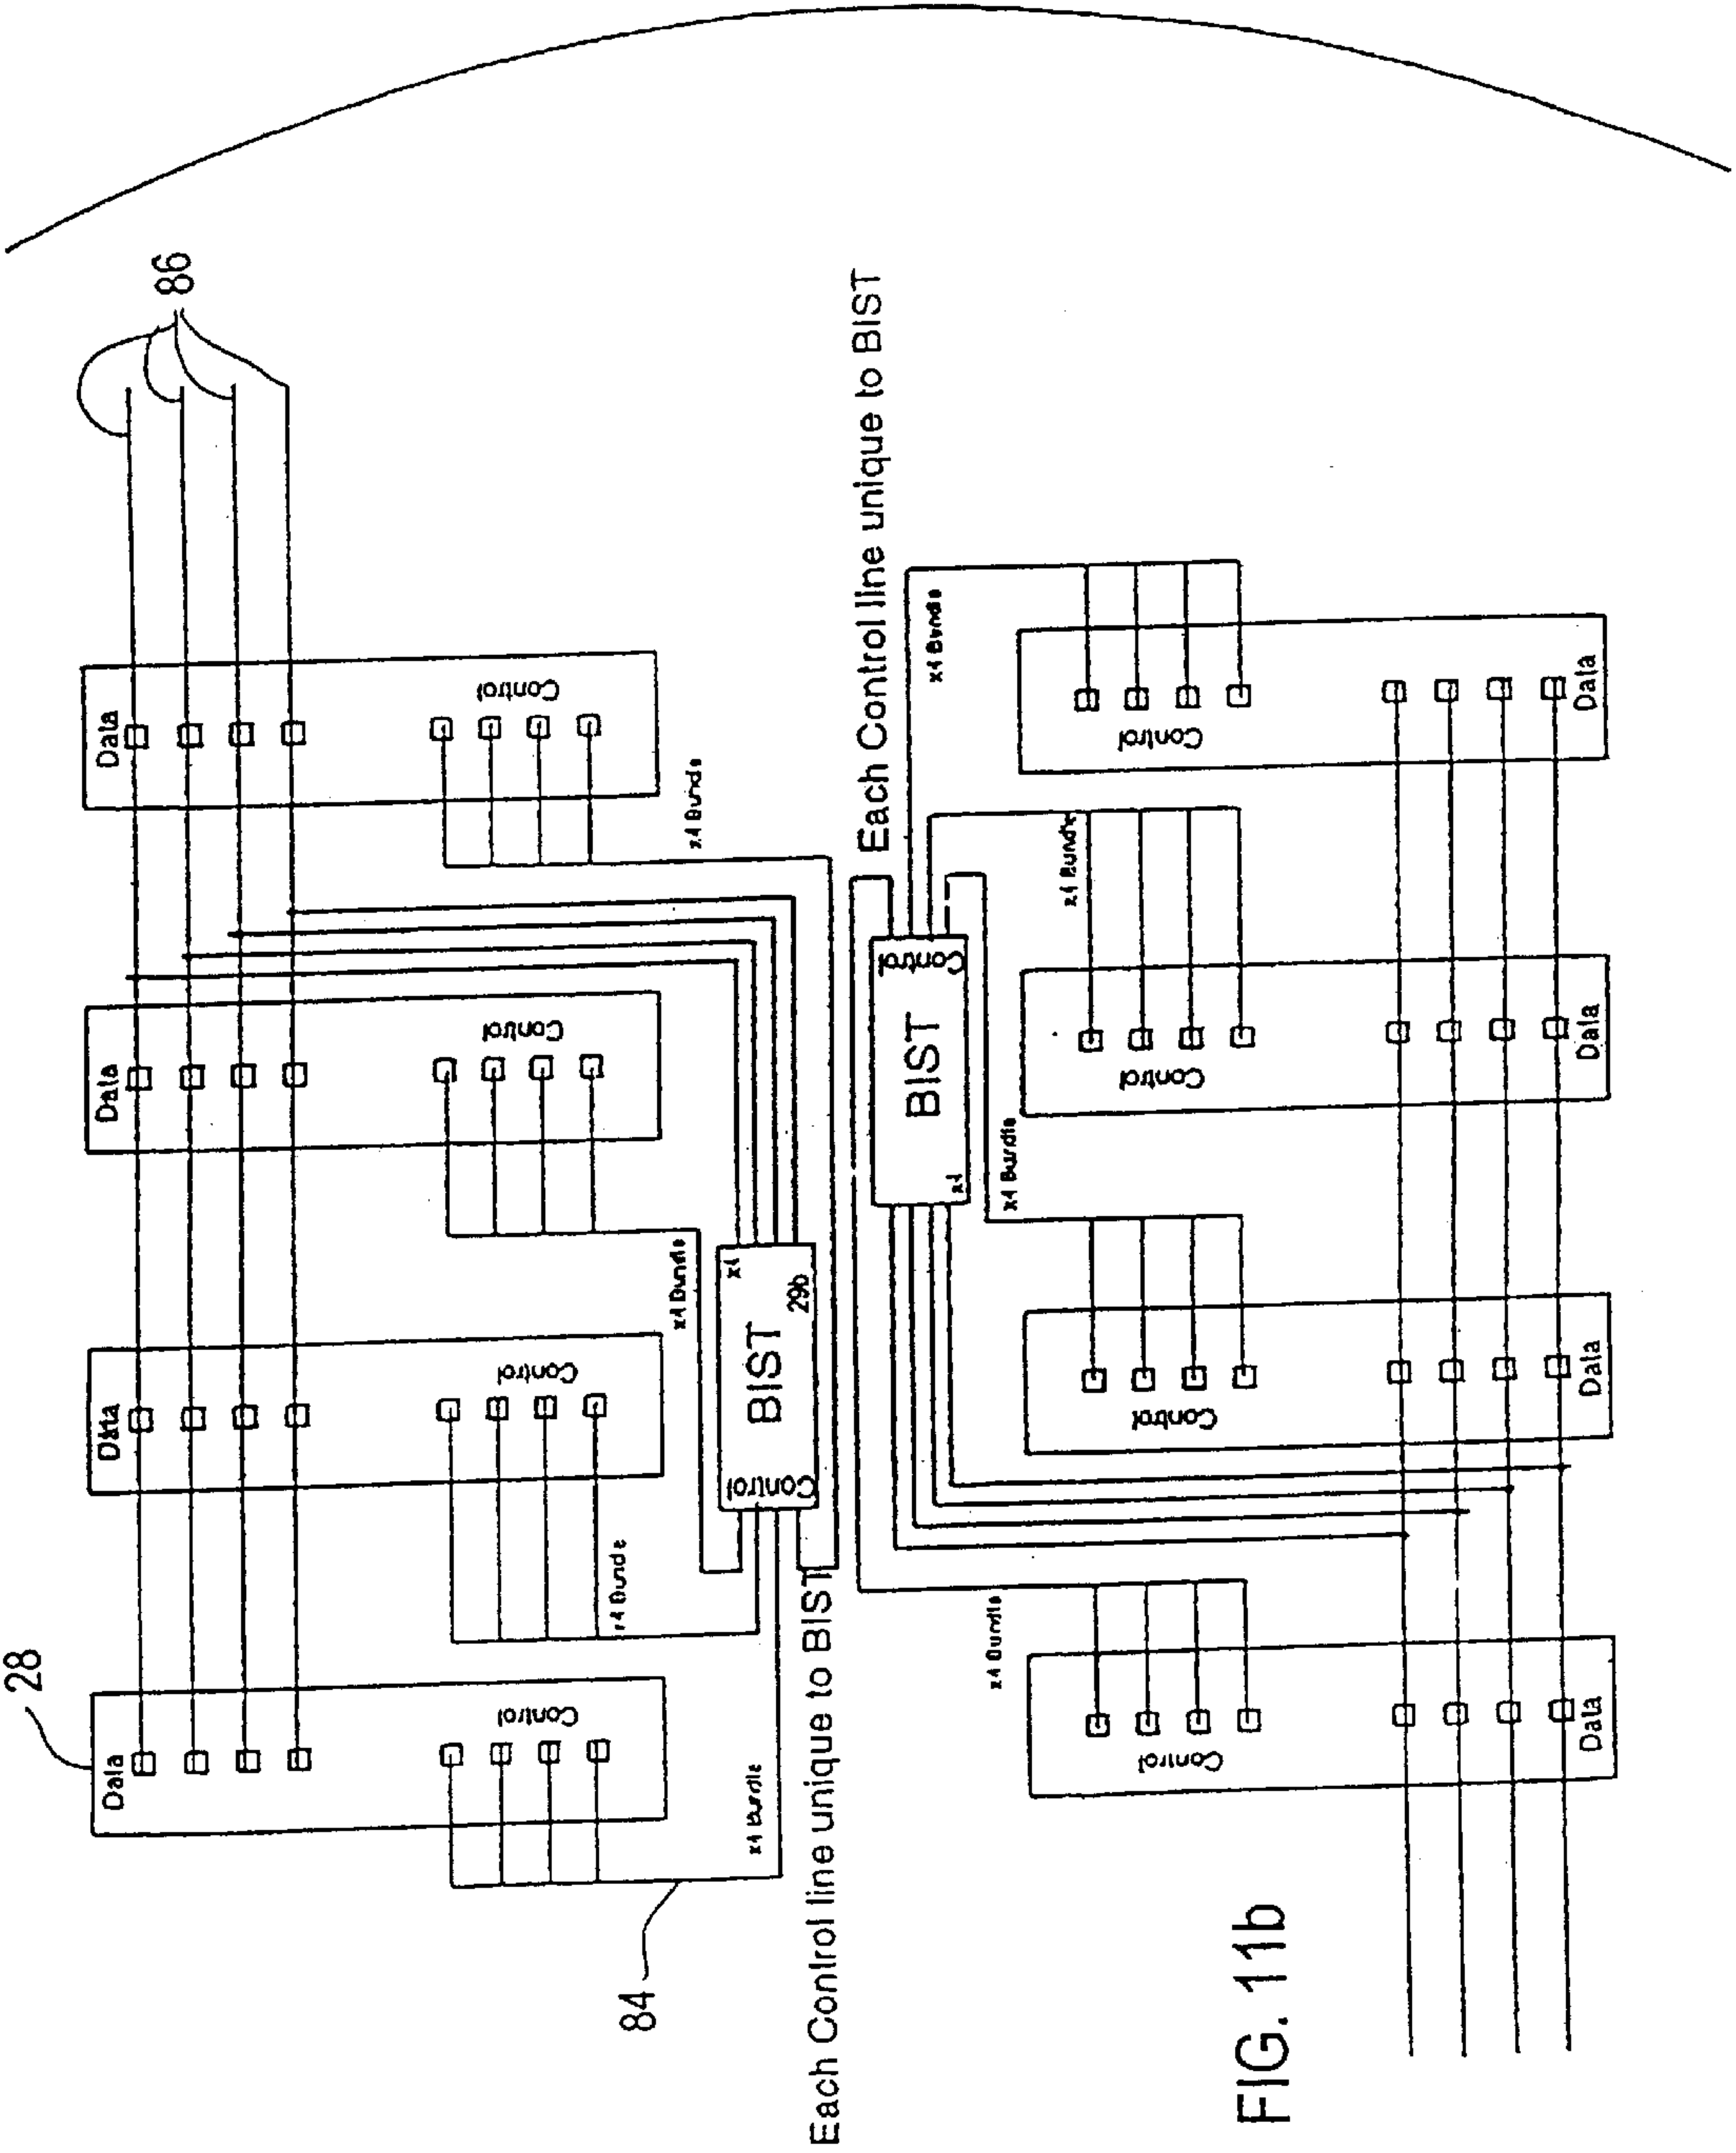 28
86
Data
Data
Data
Data
Control
Control
Control
Control
x4 Bundle
x4 Bundle
x4 Bundle
x4 Bundle
84
Control
BIST
x4
29b
Each Control line unique to BIST
Each Control line unique to BIST
x4
BIST
Control
x4 Bundle
x4 Bundle
x4 Bundle
x4 Bundle
Control
Control
Control
Control
Data
Data
Data
Data
FIG. 11b